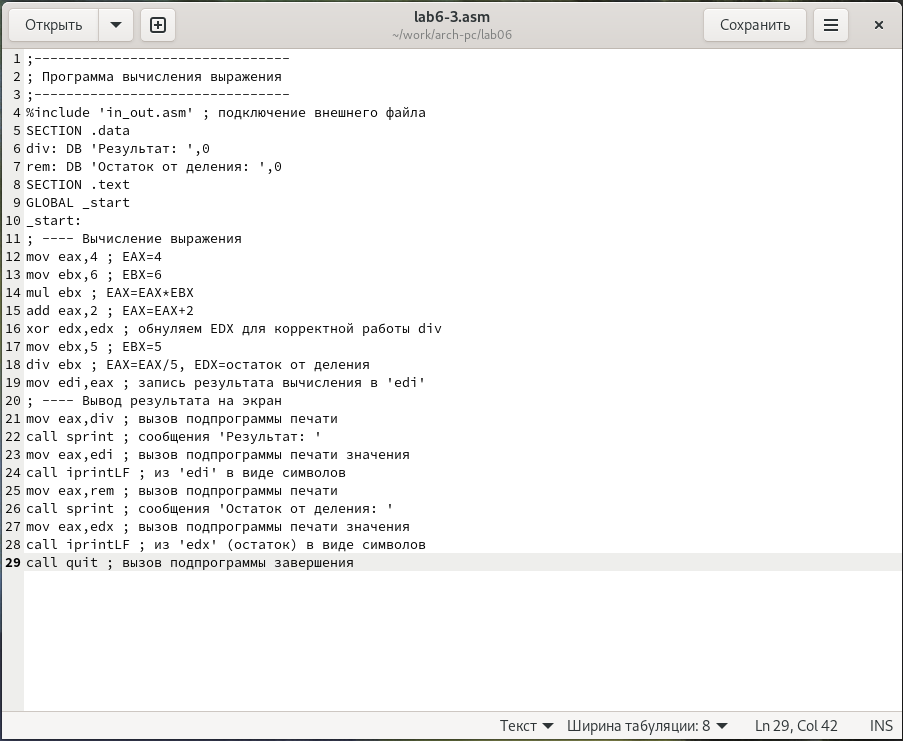 Открыть
lab6-3.asm
~/work/arch-pc/lab06
Сохранить
1 ;--------------------------------
2 ; Программа вычисления выражения
3 ;--------------------------------
4 %include 'in_out.asm' ; подключение внешнего файла
5 SECTION .data
6 div: DB 'Результат: ',0
7 rem: DB 'Остаток от деления: ',0
8 SECTION .text
9 GLOBAL _start
10 _start:
11 ; ---- Вычисление выражения
12 mov eax,4 ; EAX=4
13 mov ebx,6 ; EBX=6
14 mul ebx ; EAX=EAX*EBX
15 add eax,2 ; EAX=EAX+2
16 xor edx,edx ; обнуляем EDX для корректной работы div
17 mov ebx,5 ; EBX=5
18 div ebx ; EAX=EAX/5, EDX=остаток от деления
19 mov edi,eax ; запись результата вычисления в 'edi'
20 ; ---- Вывод результата на экран
21 mov eax,div ; вызов подпрограммы печати
22 call sprint ; сообщения 'Результат: '
23 mov eax,edi ; вызов подпрограммы печати значения
24 call iprintLF ; из 'edi' в виде символов
25 mov eax,rem ; вызов подпрограммы печати
26 call sprint ; сообщения 'Остаток от деления: '
27 mov eax,edx ; вызов подпрограммы печати значения
28 call iprintLF ; из 'edx' (остаток) в виде символов
29 call quit ; вызов подпрограммы завершения
Текст Ширина табуляции: 8 Ln 29, Col 42 INS